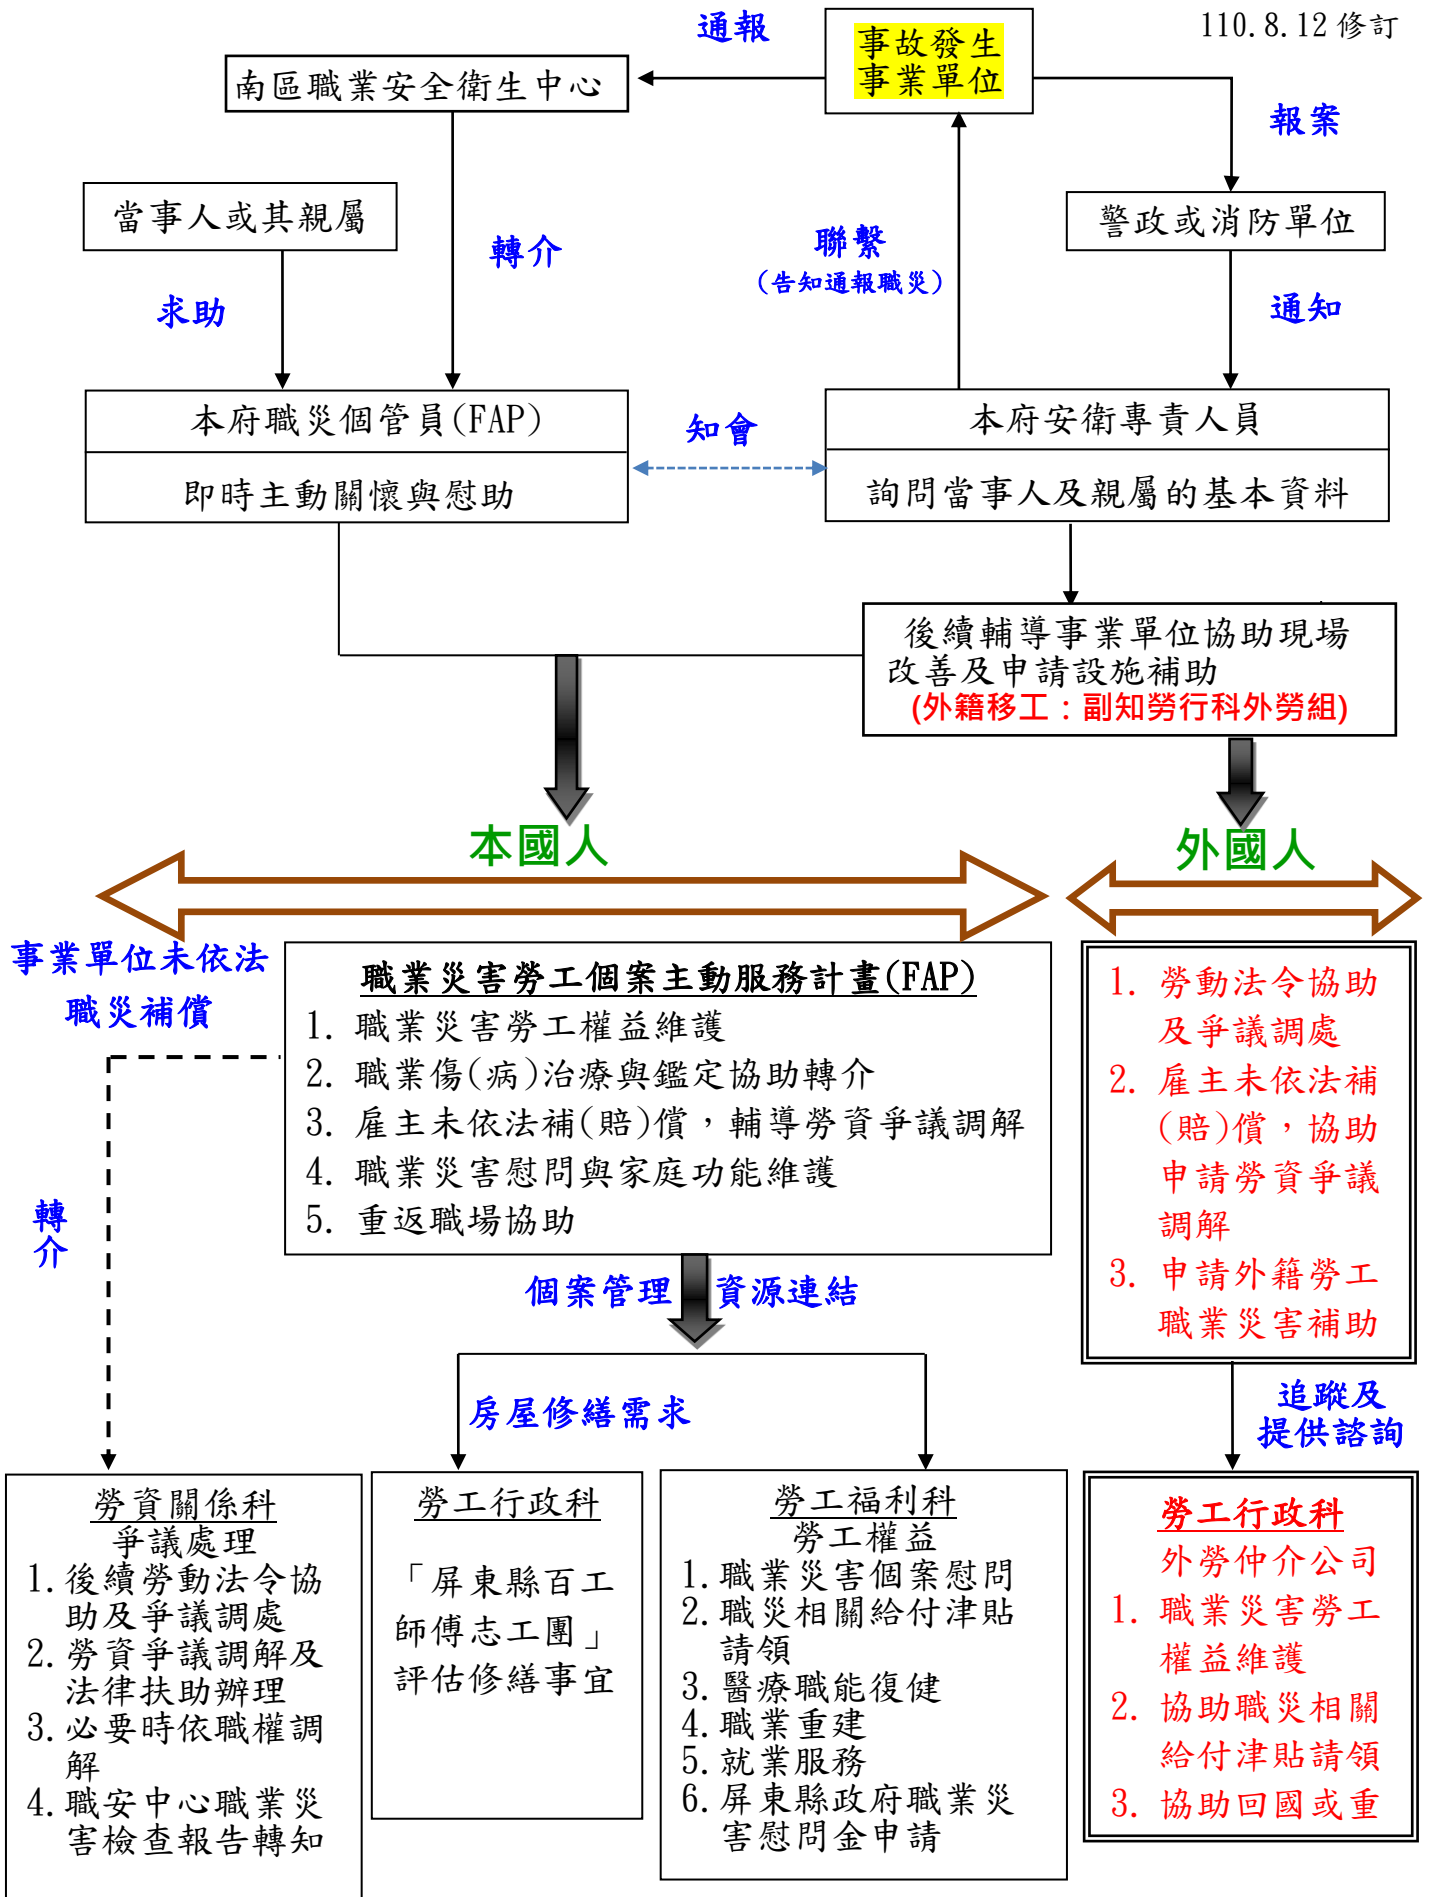 110.8.12修訂
通報
事故發生
事業單位
南區職業安全衛生中心
報案
當事人或其親屬
警政或消防單位
轉介
聯繫
(告知通報職災)
求助
通知
本府職災個管員(FAP)
即時主動關懷與慰助
知會
本府安衛專責人員
詢問當事人及親屬的基本資料
後續輔導事業單位協助現場
改善及申請設施補助
(外籍移工：副知勞行科外勞組)
本國人
外國人
事業單位未依法
職災補償
職業災害勞工個案主動服務計畫(FAP)
1. 職業災害勞工權益維護
2. 職業傷(病)治療與鑑定協助轉介
3. 雇主未依法補(賠)償，輔導勞資爭議調解
4. 職業災害慰問與家庭功能維護
5. 重返職場協助
1. 勞動法令協助
及爭議調處
2. 雇主未依法補
(賠)償，協助
申請勞資爭議
調解
3. 申請外籍勞工
職業災害補助
轉
介
個案管理 資源連結
房屋修繕需求
追蹤及
提供諮詢
勞資關係科
爭議處理
1.後續勞動法令協
助及爭議調處
2.勞資爭議調解及
法律扶助辦理
3.必要時依職權調
解
4.職安中心職業災
害檢查報告轉知
勞工行政科
「屏東縣百工
師傅志工團」
評估修繕事宜
勞工福利科
勞工權益
1.職業災害個案慰問
2.職災相關給付津貼
請領
3.醫療職能復健
4.職業重建
5.就業服務
6.屏東縣政府職業災
害慰問金申請
勞工行政科
外勞仲介公司
1. 職業災害勞工
權益維護
2. 協助職災相關
給付津貼請領
3. 協助回國或重